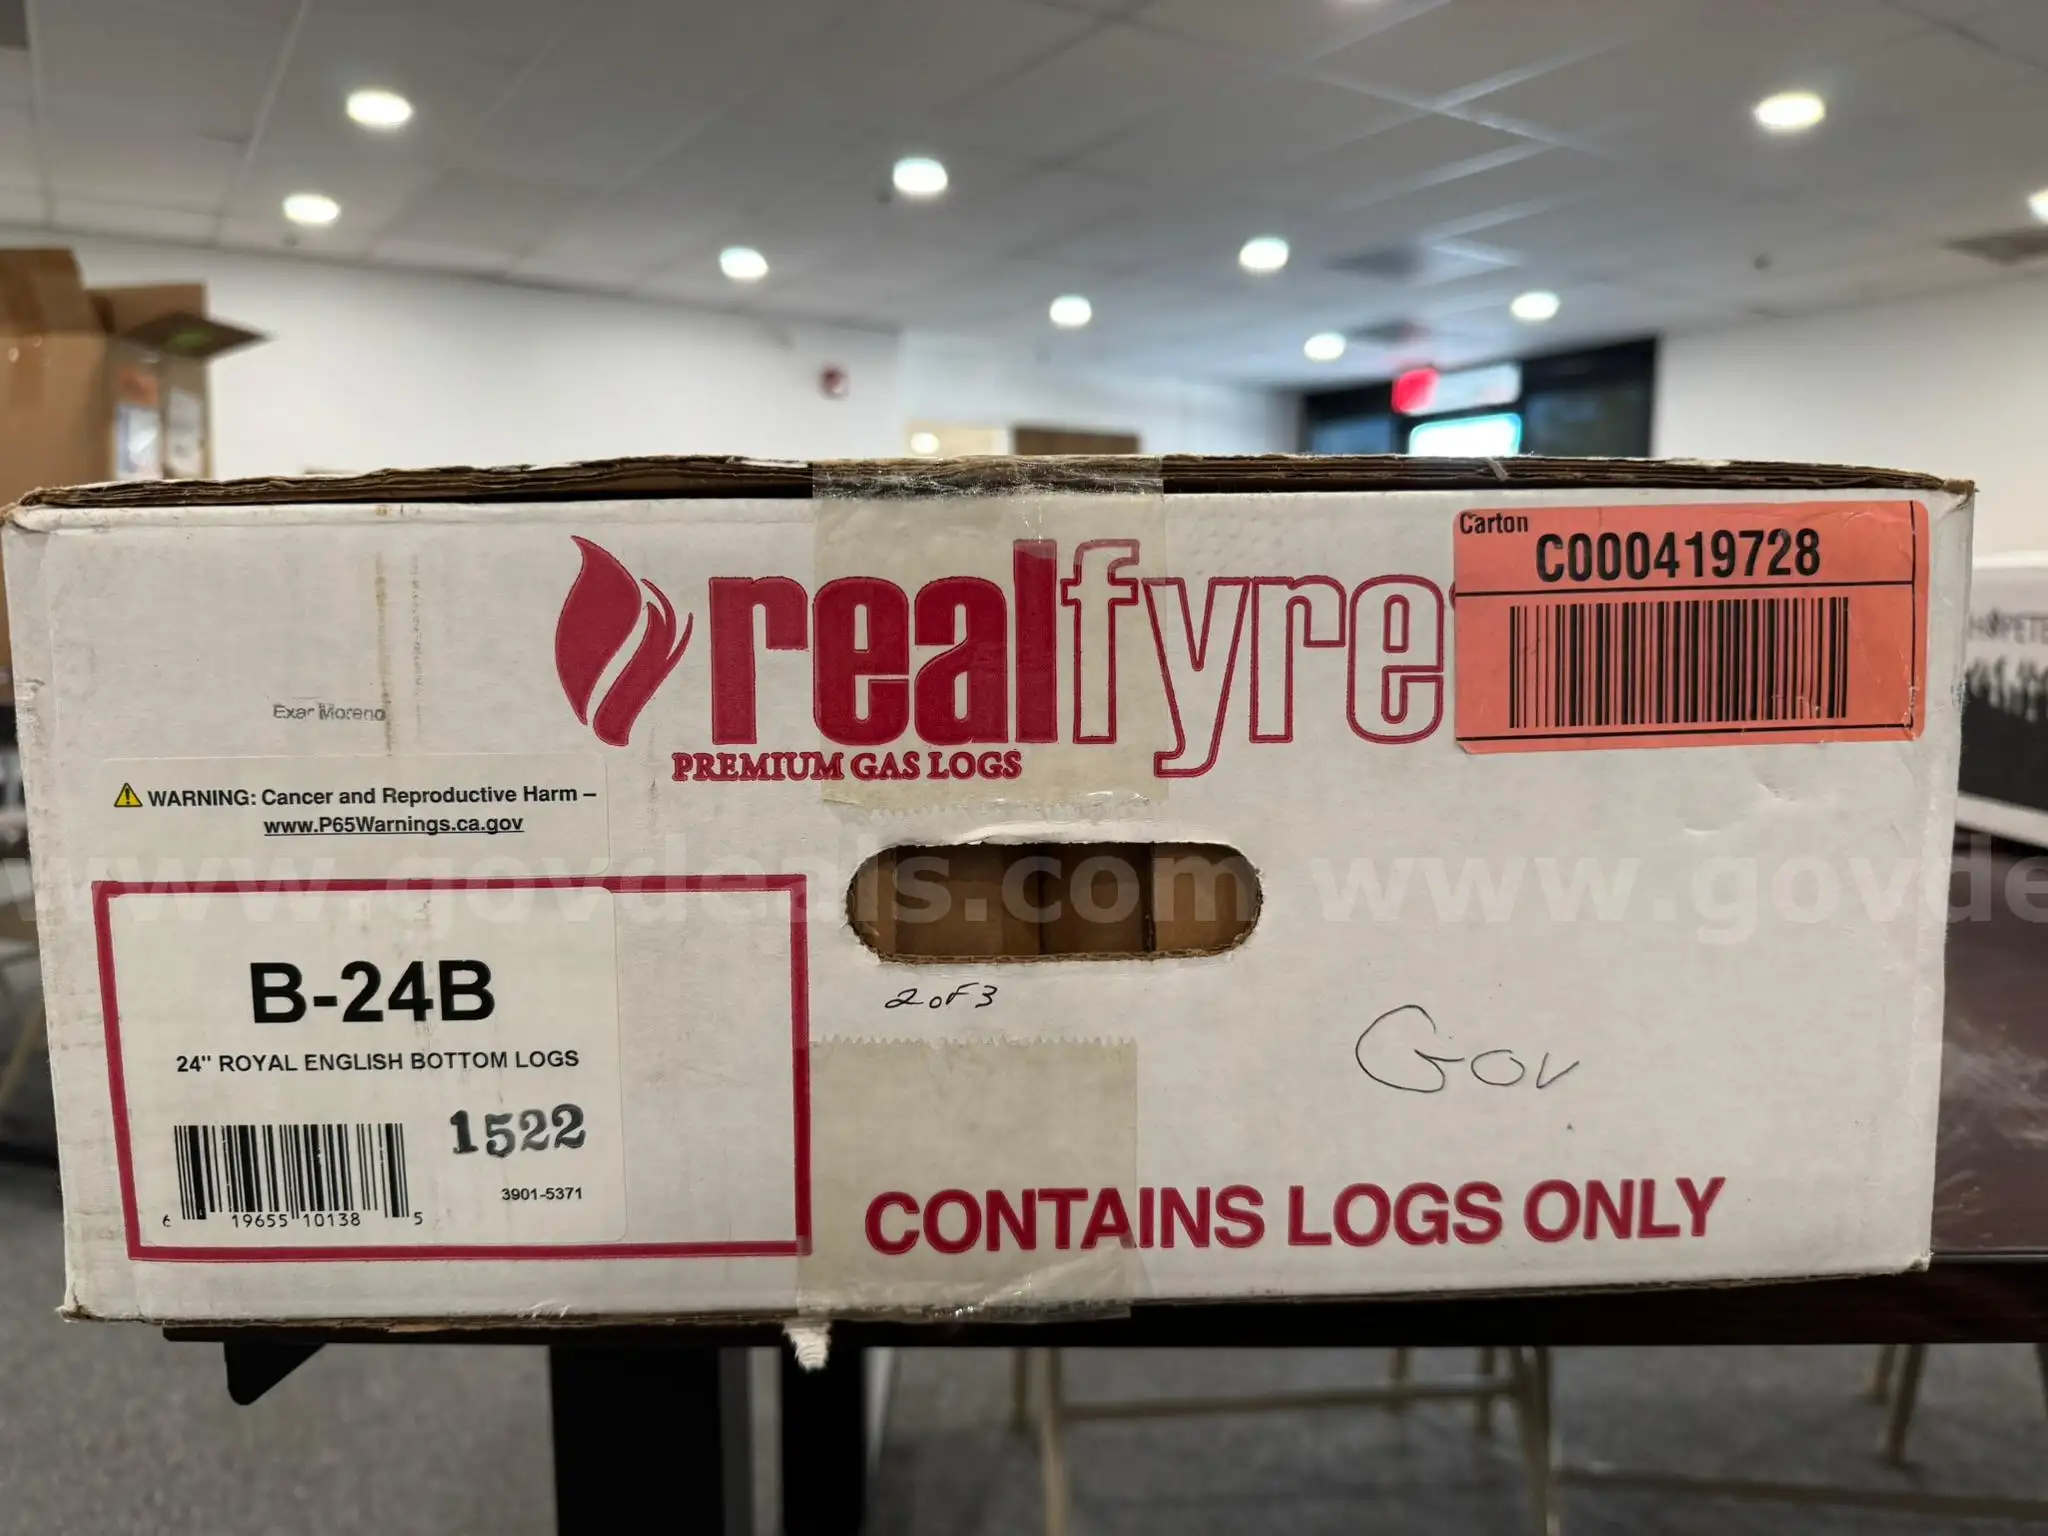 Carton
C000419728
realfyre
PREMIUM GAS LOGS
Exar Moreno
WARNING: Cancer and Reproductive Harm –
www.P65Warnings.ca.gov
www.govdeals.com www.govde
B-24B
24" ROYAL ENGLISH BOTTOM LOGS
1522
3901-5371
6 19655 10138 5
2 of 3
Gov
CONTAINS LOGS ONLY